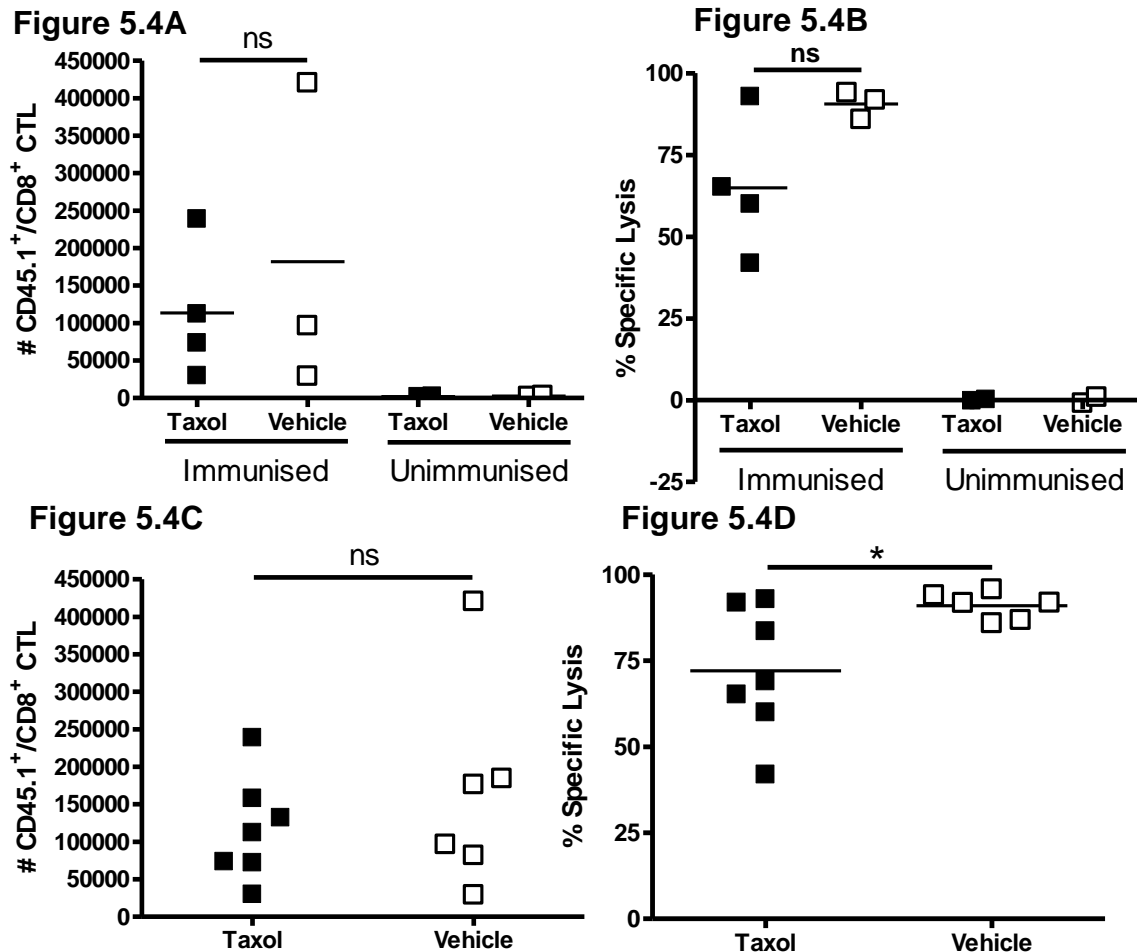 Figure 5.4A
ns
# CD45.1+/CD8+ CTL
450000
400000
350000
300000
250000
200000
150000
100000
50000
0
Taxol Vehicle Taxol Vehicle
Immunised Unimmunised
Figure 5.4B
ns
% Specific Lysis
100
75
50
25
0
-25
Taxol Vehicle Taxol Vehicle
Immunised Unimmunised
Figure 5.4C
ns
# CD45.1+/CD8+ CTL
450000
400000
350000
300000
250000
200000
150000
100000
50000
0
Taxol Vehicle
Figure 5.4D
*
% Specific Lysis
100
75
50
25
0
Taxol Vehicle